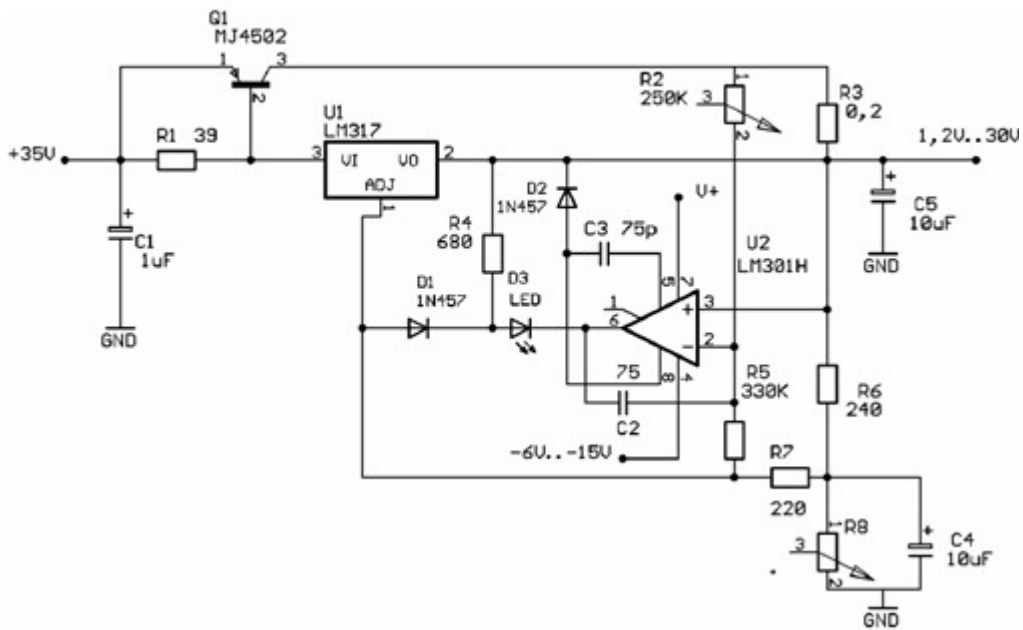 Q1
MJ4502
1
3
2
R2
250K
1
3
2
R3
0,2
R1 39
U1
LM317
+35V
3
VI
VO
2
ADJ
1
1,2V..30V
D2
1N457
V+
C5
10uF
+
GND
R4
680
C3 75p
U2
LM301H
+
C1
1uF
GND
D1
1N457
D3
LED
1
6
5
7
+
3
-
2
8
4
75
C2
R5
330K
R6
240
-6V..-15V
R7
220
1
R8
3
2
+
C4
10uF
GND